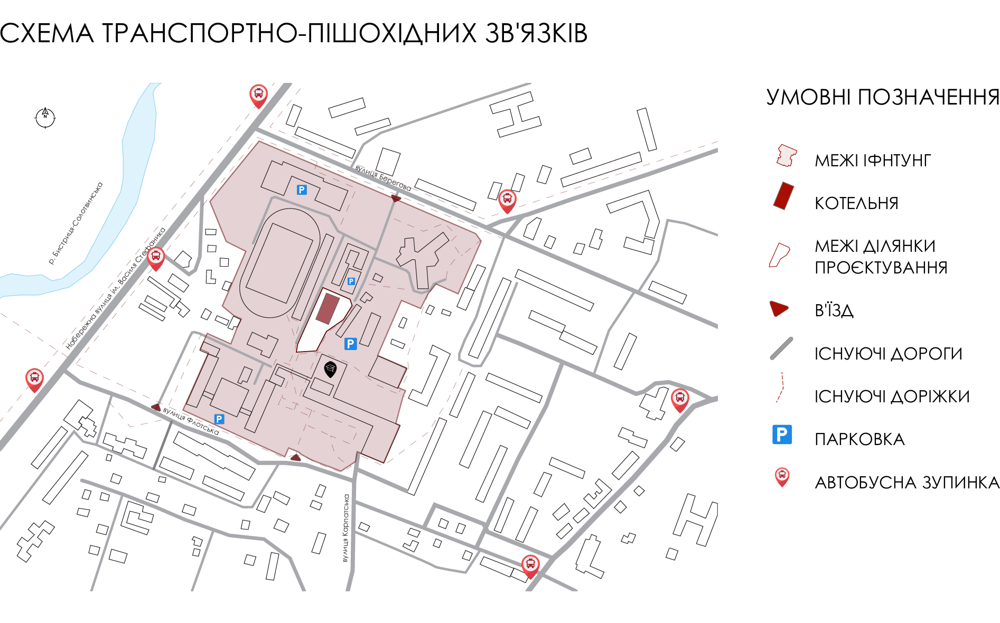 СХЕМА ТРАНСПОРТНО-ПІШОХІДНИХ ЗВ'ЯЗКІВ
УМОВНІ ПОЗНАЧЕННЯ
МЕЖІ ІФНТУНГ
КОТЕЛЬНЯ
МЕЖІ ДІЛЯНКИ
ПРОЄКТУВАННЯ
В'ЇЗД
ІСНУЮЧІ ДОРОГИ
ІСНУЮЧІ ДОРІЖКИ
P
ПАРКОВКА
АВТОБУСНА ЗУПИНКА
N
р. Бистриця-Солотвинська
Набережна вулиця ім. Василя Стефаника
вулиця Берегова
P
P
P
P
вулиця Флотська
вулиця Карпатська